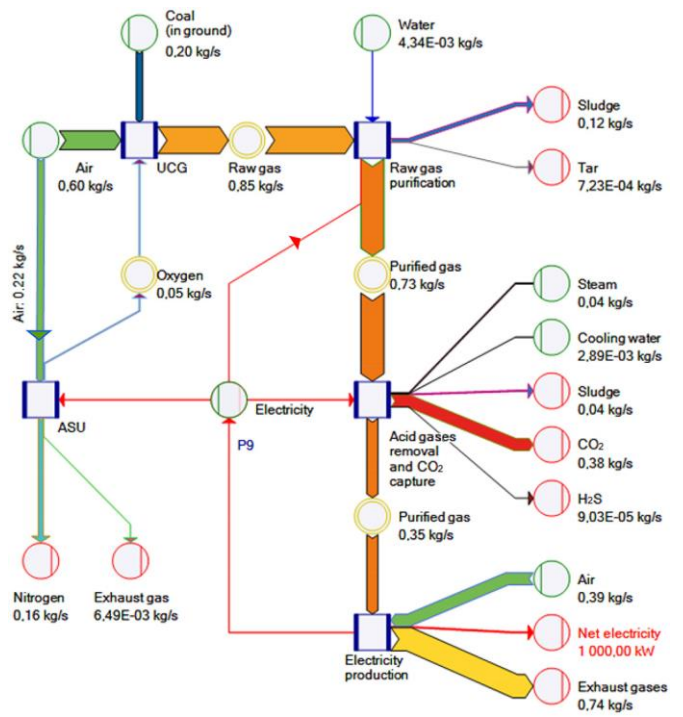 Coal
(in ground)
0,20 kg/s
Water
4,34E-03 kg/s
Sludge
0,12 kg/s
Air
0,60 kg/s
UCG
Raw gas
0,85 kg/s
Raw gas
purification
Tar
7,23E-04 kg/s
Air: 0,22 kg/s
Oxygen
0,05 kg/s
Purified gas
0,73 kg/s
Steam
0,04 kg/s
Cooling water
2,89E-03 kg/s
Sludge
0,04 kg/s
ASU
Electricity
P9
Acid gases
removal
and CO2
capture
CO2
0,38 kg/s
H2S
9,03E-05 kg/s
Purified gas
0,35 kg/s
Nitrogen
0,16 kg/s
Exhaust gas
6,49E-03 kg/s
Air
0,39 kg/s
Net electricity
1 000,00 kW
Electricity
production
Exhaust gases
0,74 kg/s